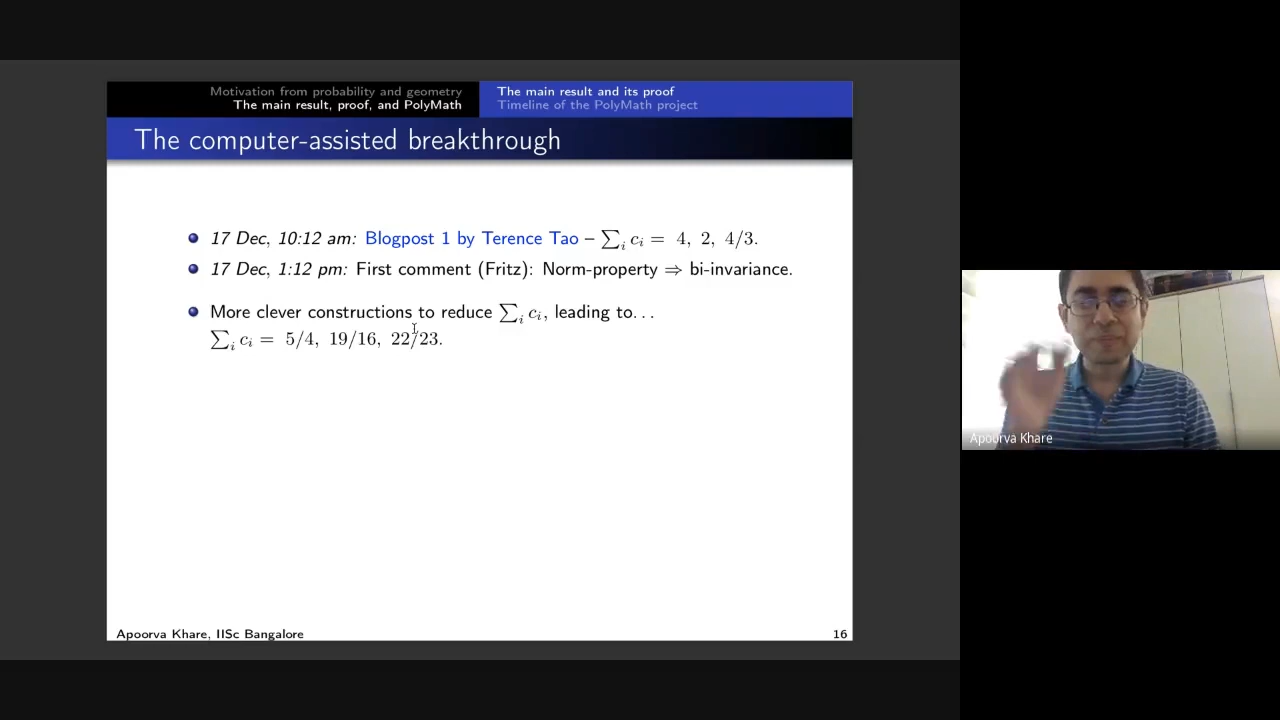 Motivation from probability and geometry
The main result, proof, and PolyMath
The main result and its proof
Timeline of the PolyMath project
The computer-assisted breakthrough
17 Dec, 10:12 am: Blogpost 1 by Terence Tao – ∑ᵢ cᵢ = 4, 2, 4/3.
17 Dec, 1:12 pm: First comment (Fritz): Norm-property ⇒ bi-invariance.
More clever constructions to reduce ∑ᵢ cᵢ, leading to. . .
∑ᵢ cᵢ = 5/4, 19/16, 22/23.
Apoorva Khare, IISc Bangalore
16
Apoorva Khare